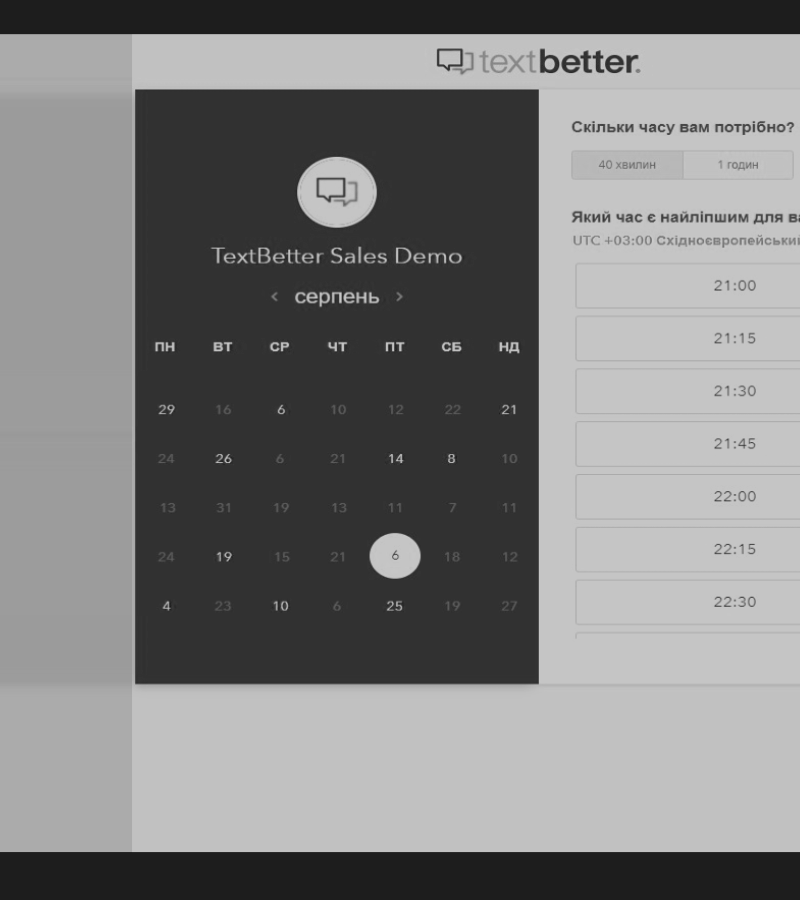 textbetter.
TextBetter Sales Demo
< серпень >
ПН ВТ СР ЧТ ПТ СБ НД
29 16 6 10 12 22 21
24 26 6 21 14 8 10
13 31 19 13 11 7 11
24 19 15 21 6 18 12
4 23 10 6 25 19 27
Скільки часу вам потрібно?
40 хвилин 1 годин
Який час є найліпшим для ва
UTC +03:00 Східноєвропейський
21:00
21:15
21:30
21:45
22:00
22:15
22:30